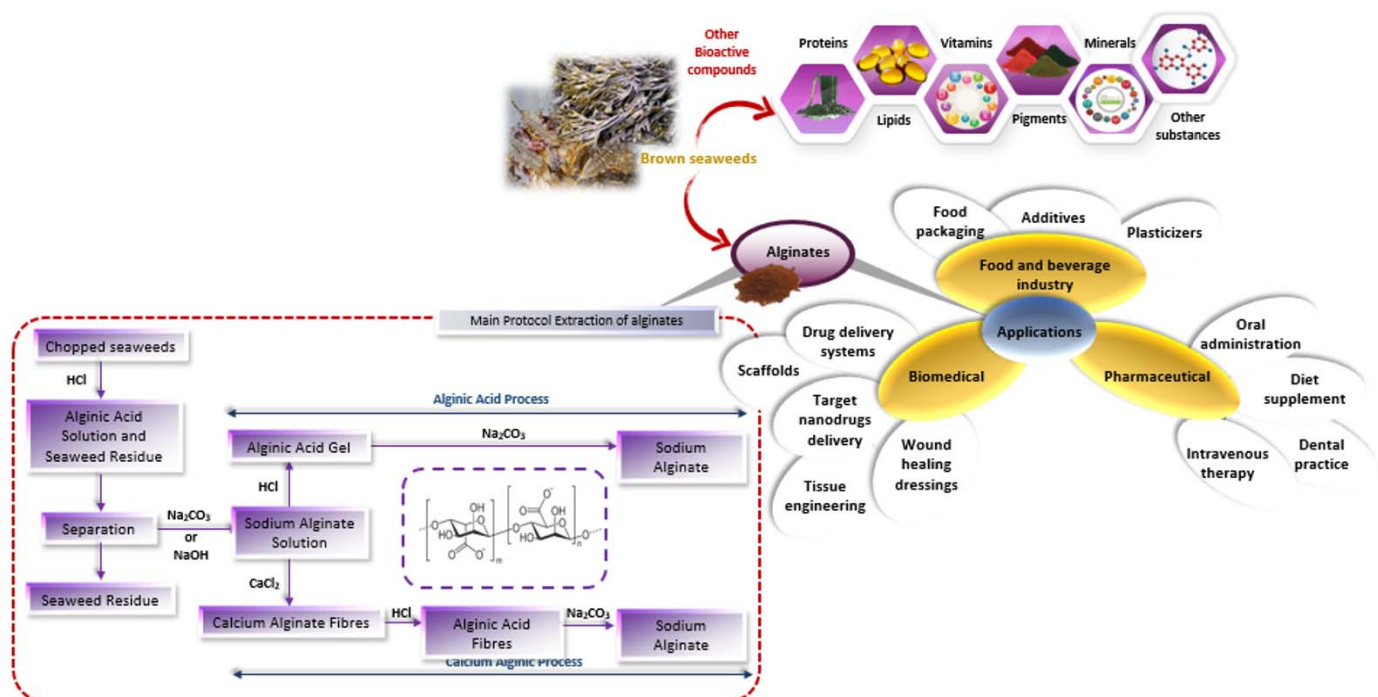 Other
Bioactive
compounds
Proteins
Vitamins
Minerals
Lipids
Pigments
Other
substances
Brown seaweeds
Alginates
Food
packaging
Additives
Plasticizers
Food and beverage
industry
Applications
Biomedical
Pharmaceutical
Drug delivery
systems
Scaffolds
Target
nanodrugs
delivery
Wound
healing
dressings
Tissue
engineering
Oral
administration
Diet
supplement
Dental
practice
Intravenous
therapy
Main Protocol Extraction of alginates
Chopped seaweeds
HCl
Alginic Acid
Solution and
Seaweed Residue
Separation
Seaweed Residue
Na₂CO₃
or
NaOH
Alginic Acid Process
Alginic Acid Gel
Na₂CO₃
Sodium
Alginate
HCl
Sodium Alginate
Solution
CaCl₂
Calcium Alginate Fibres
HCl
Alginic Acid
Fibres
Na₂CO₃
Sodium
Alginate
Calcium Alginic Process